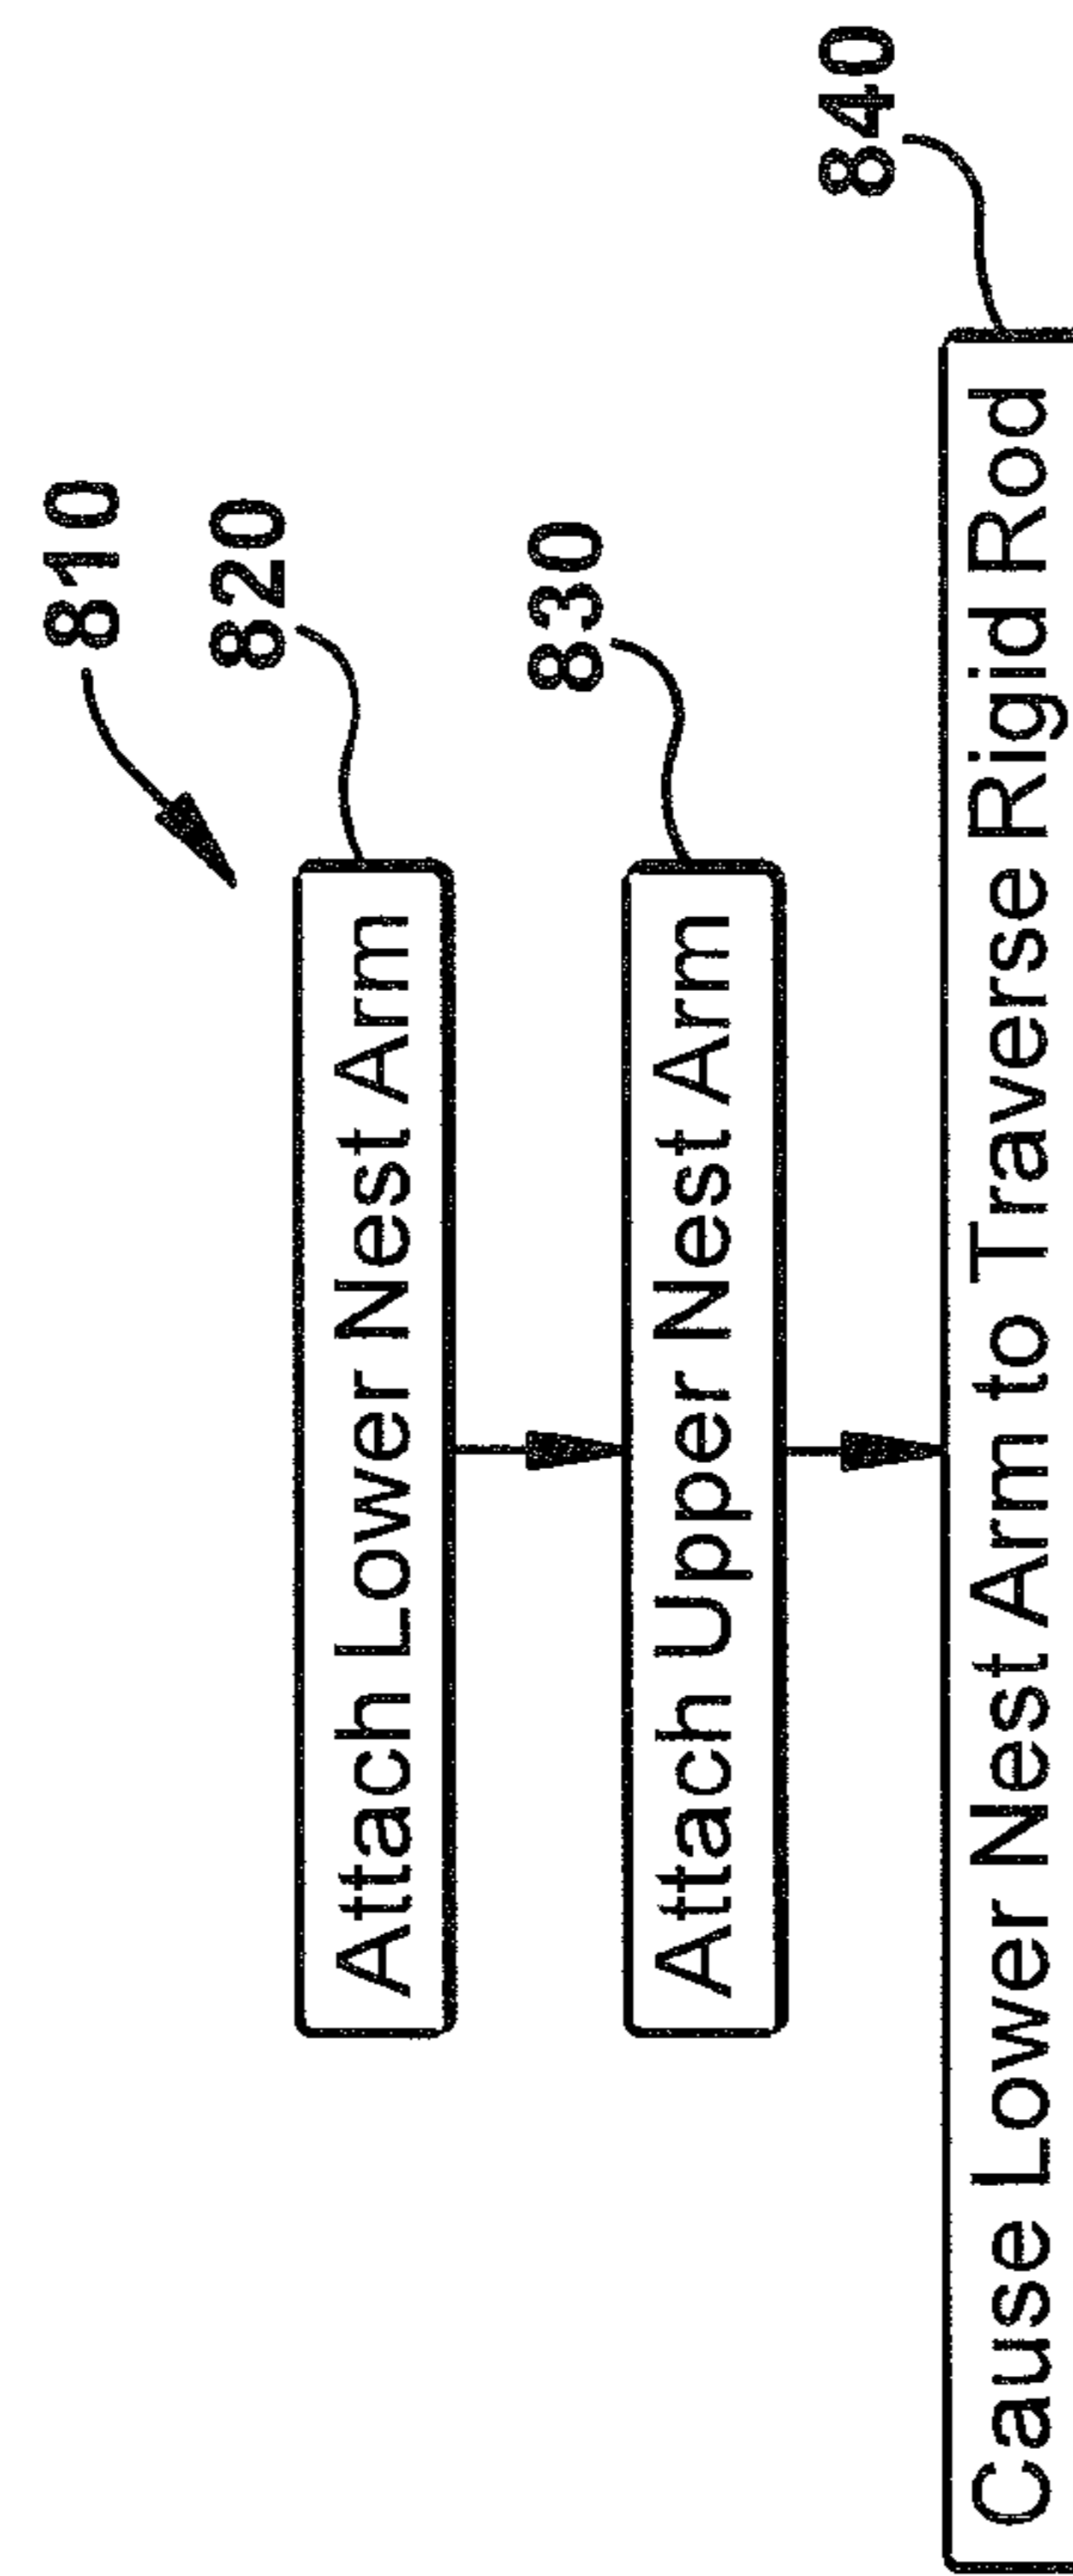 810
820
Attach Lower Nest Arm
830
Attach Upper Nest Arm
840
Cause Lower Nest Arm to Traverse Rigid Rod